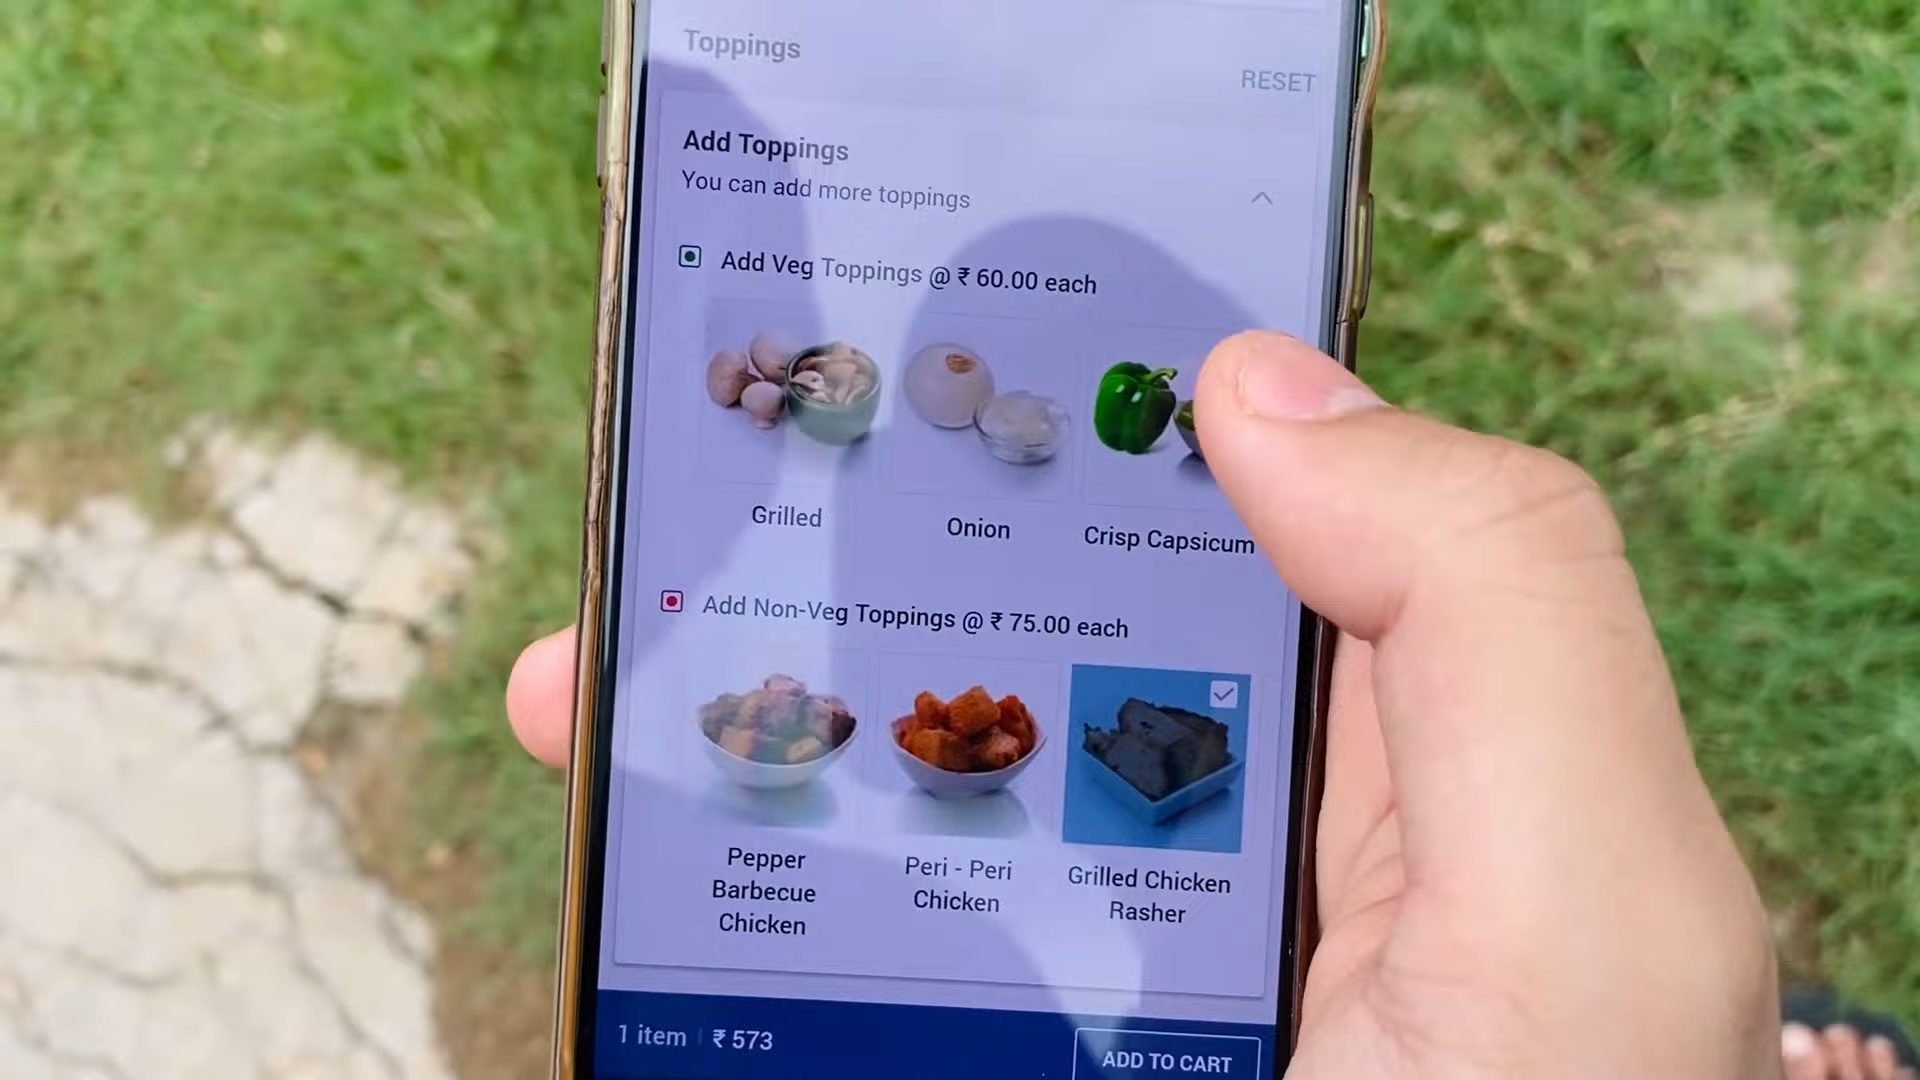 Toppings
RESET
Add Toppings
You can add more toppings
Add Veg Toppings @ ₹ 60.00 each
Grilled
Onion
Crisp Capsicum
Add Non-Veg Toppings @ ₹ 75.00 each
Pepper
Barbecue
Chicken
Peri - Peri
Chicken
Grilled Chicken
Rasher
1 item | ₹ 573
ADD TO CART